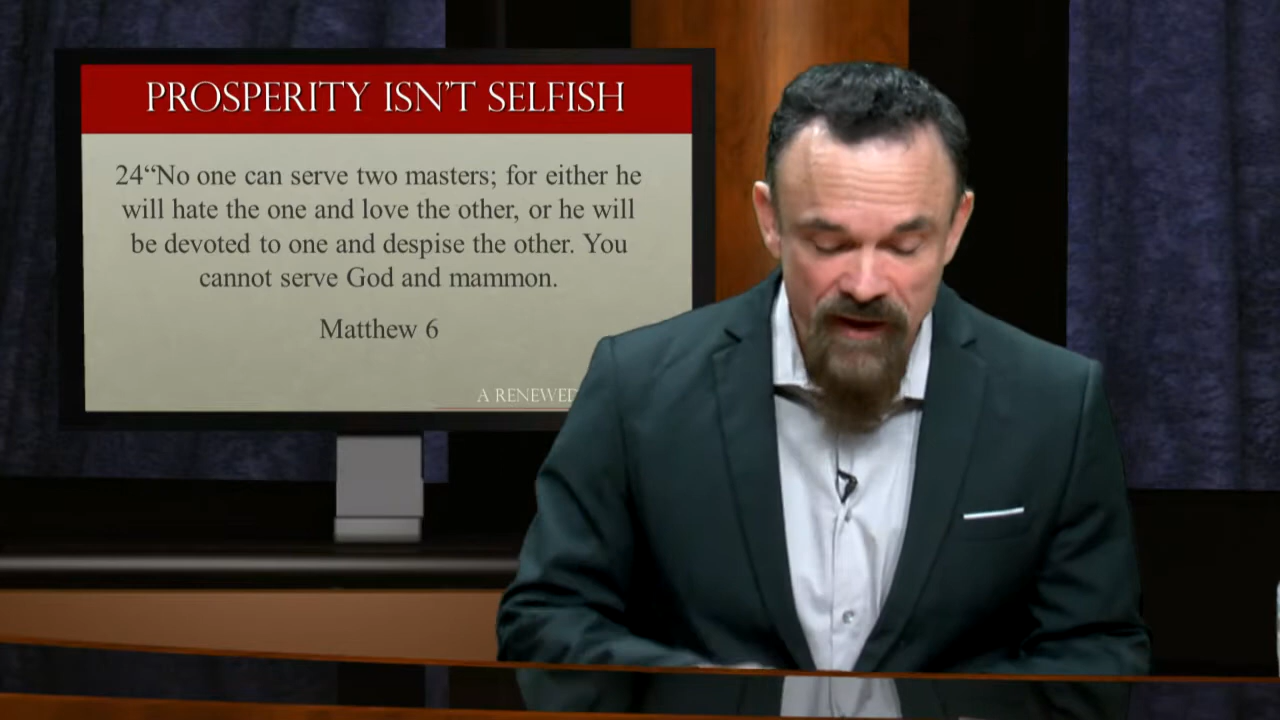 PROSPERITY ISN'T SELFISH
24“No one can serve two masters; for either he
will hate the one and love the other, or he will
be devoted to one and despise the other. You
cannot serve God and mammon.
Matthew 6
A RENEWED